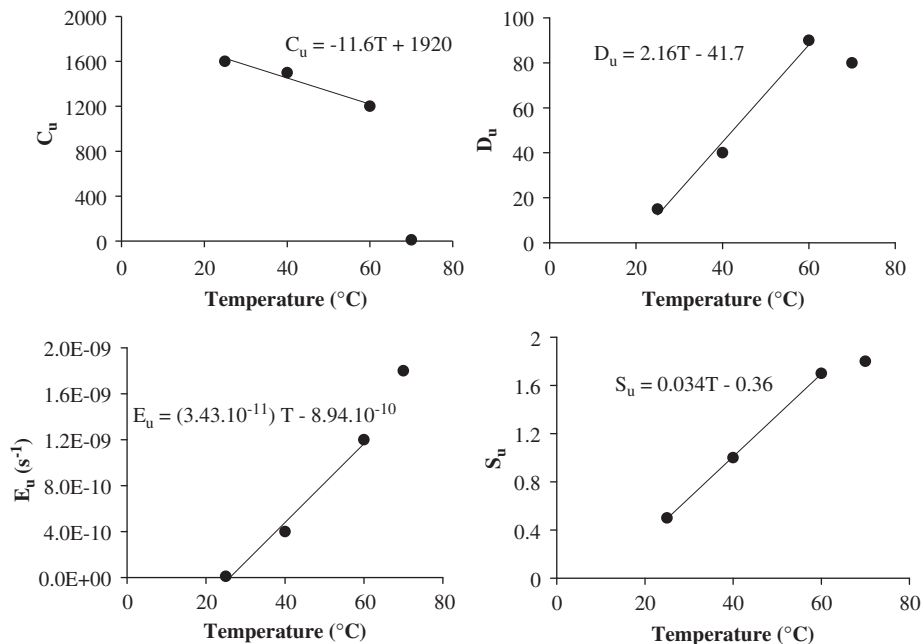 2000
1600
1200
800
400
0
C_u
C_u = -11.6T + 1920
0 20 40 60 80
Temperature (°C)
100
80
60
40
20
0
D_u
D_u = 2.16T - 41.7
0 20 40 60 80
Temperature (°C)
2.0E-09
1.6E-09
1.2E-09
8.0E-10
4.0E-10
0.0E+00
E_u (s⁻¹)
E_u = (3.43.10⁻¹¹) T - 8.94.10⁻¹⁰
0 20 40 60 80
Temperature (°C)
2
1.6
1.2
0.8
0.4
0
S_u
S_u = 0.034T - 0.36
0 20 40 60 80
Temperature (°C)